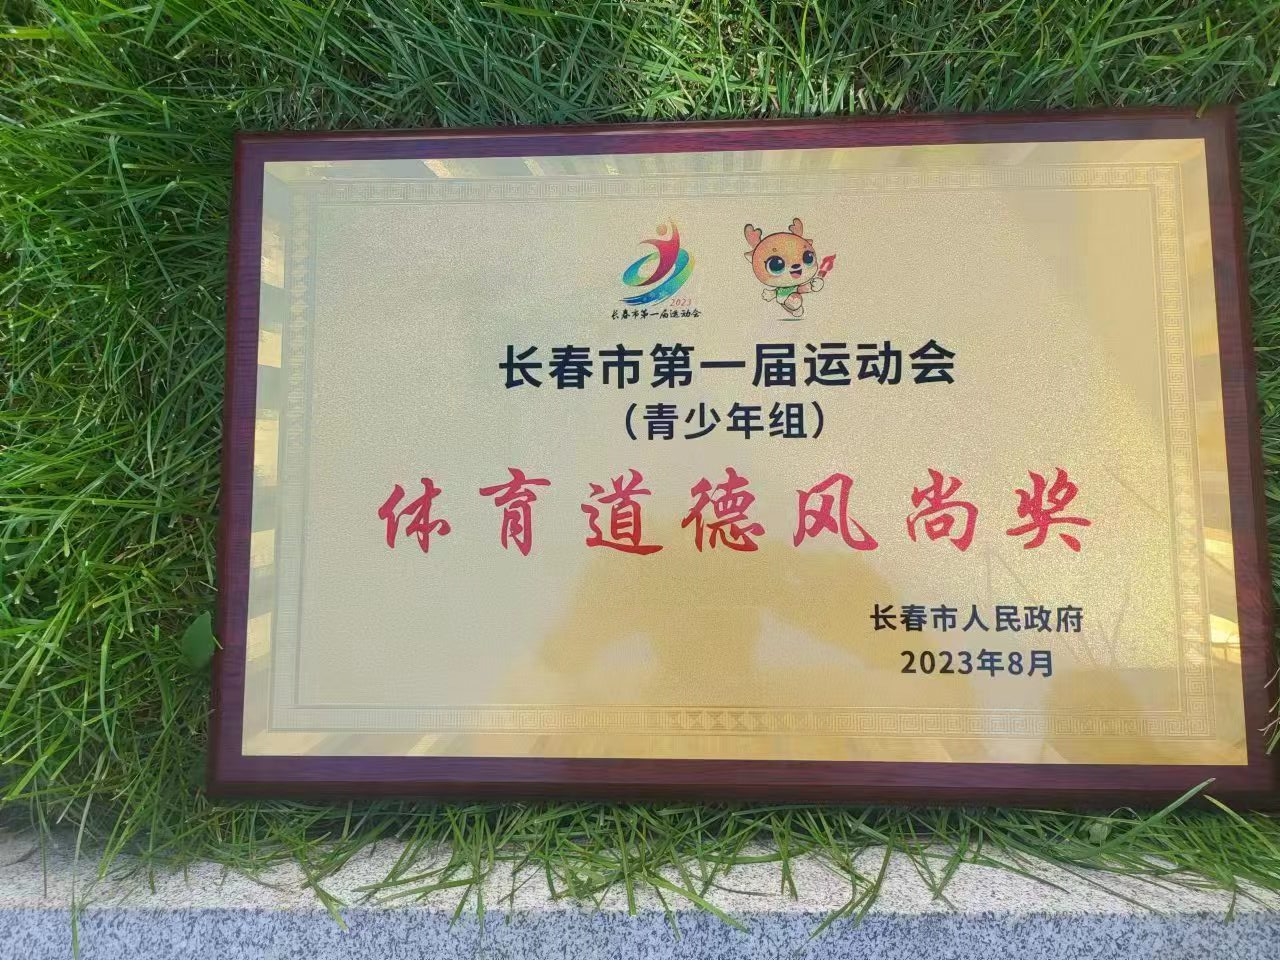 2023
长春市第一届运动会
长春市第一届运动会
（青少年组）
体育道德风尚奖
长春市人民政府
2023年8月